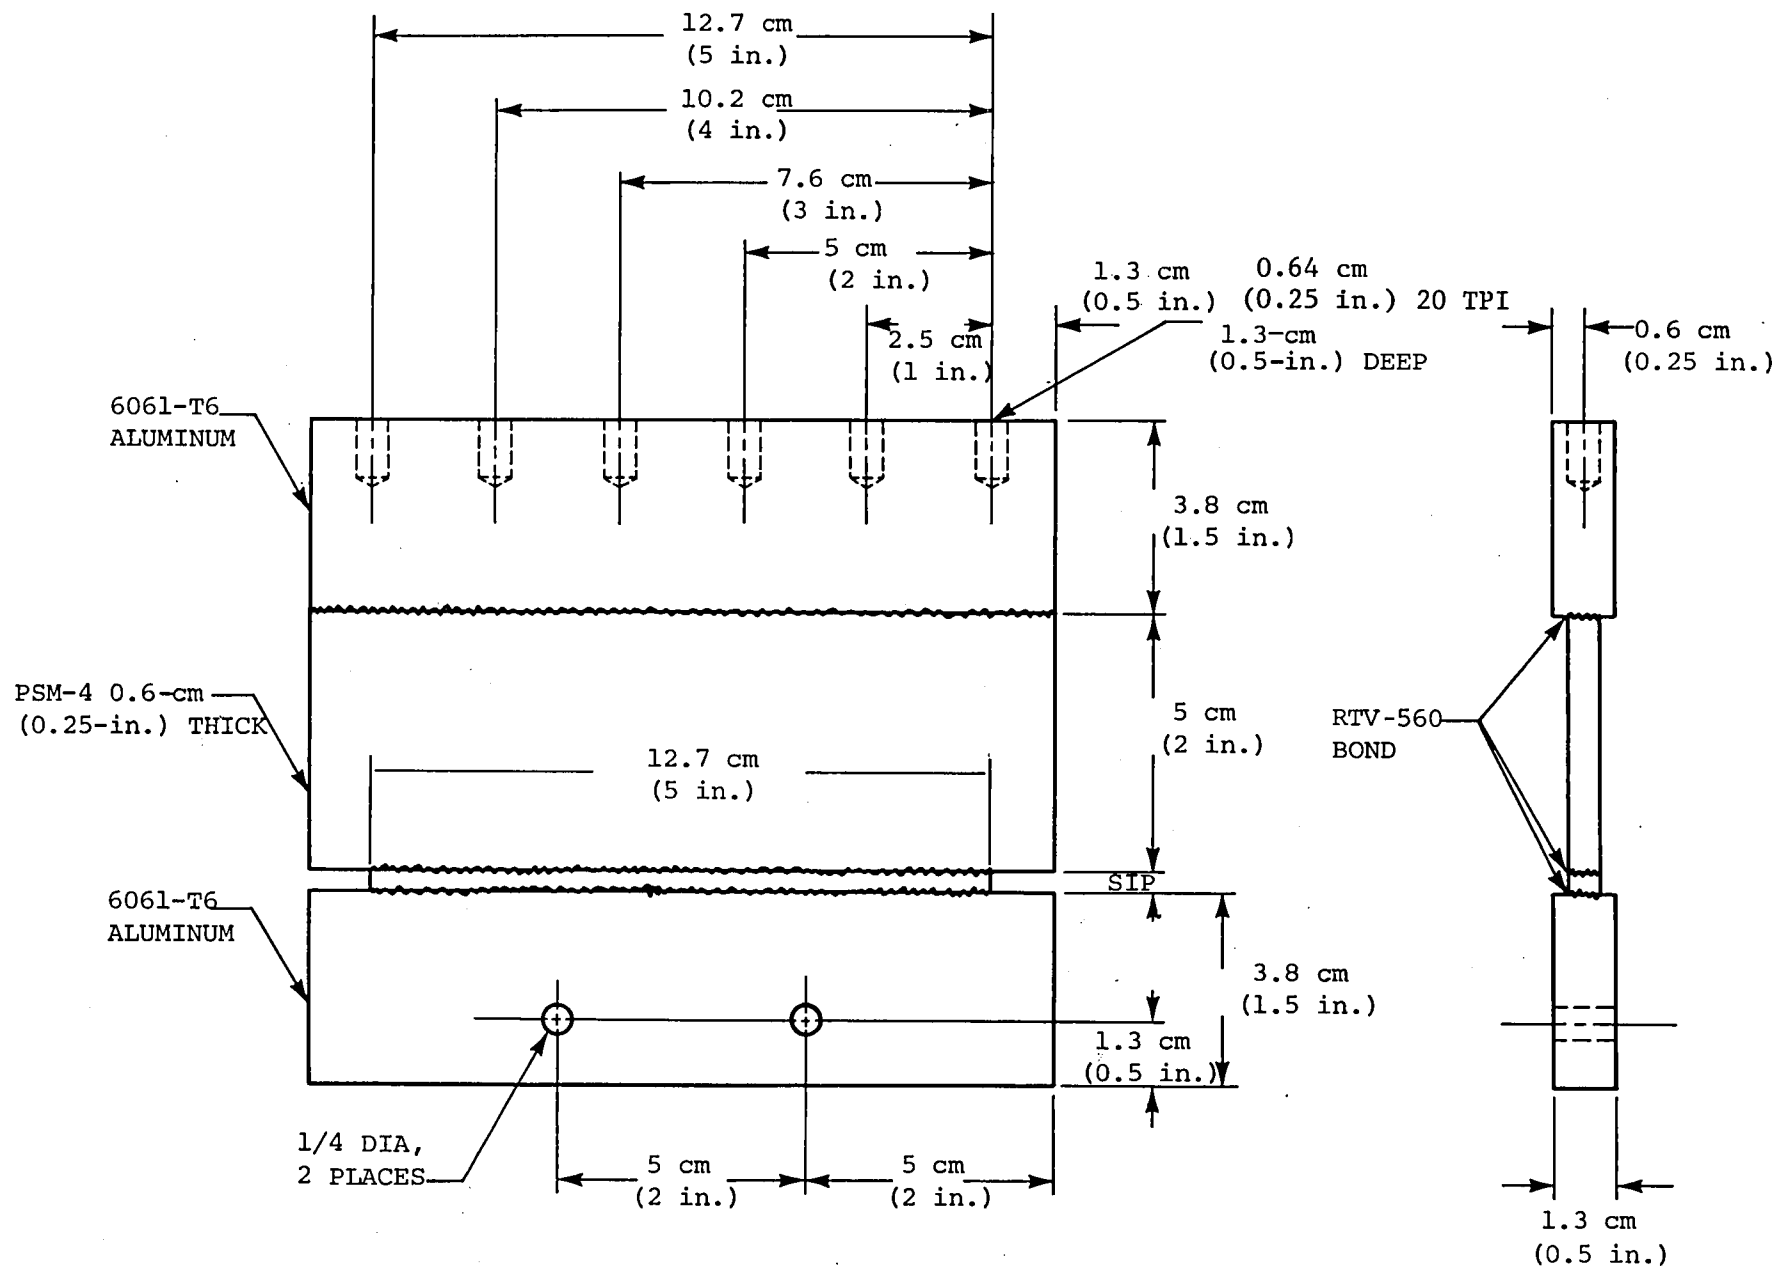 12.7 cm
(5 in.)
10.2 cm
(4 in.)
7.6 cm
(3 in.)
5 cm
(2 in.)
2.5 cm
(1 in.)
1.3 cm
(0.5 in.)
0.64 cm
(0.25 in.) 20 TPI
1.3-cm
(0.5-in.) DEEP
0.6 cm
(0.25 in.)
6061-T6
ALUMINUM
3.8 cm
(1.5 in.)
PSM-4 0.6-cm
(0.25-in.) THICK
5 cm
(2 in.)
RTV-560
BOND
12.7 cm
(5 in.)
SIP
6061-T6
ALUMINUM
3.8 cm
(1.5 in.)
1.3 cm
(0.5 in.)
1/4 DIA,
2 PLACES
5 cm
(2 in.)
5 cm
(2 in.)
1.3 cm
(0.5 in.)